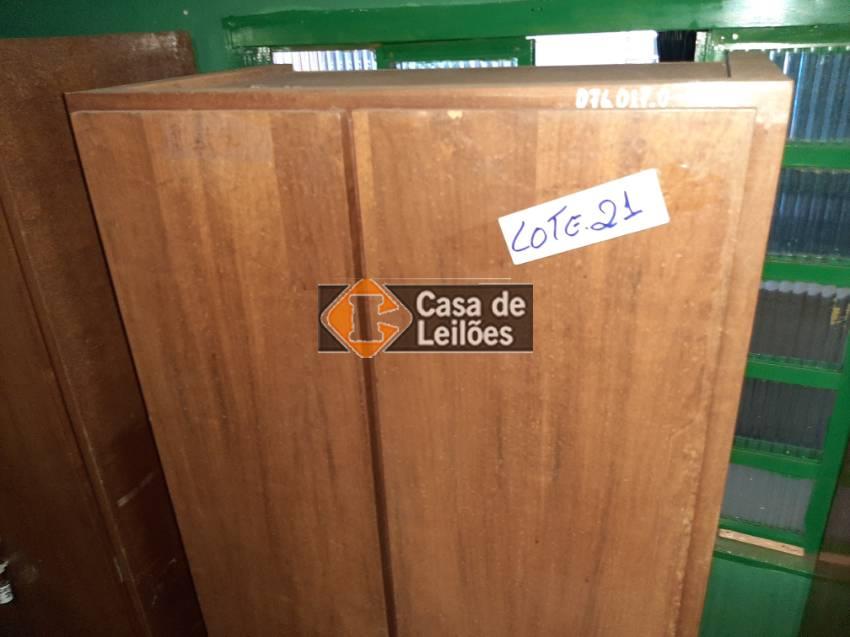 LOTE.21
Casa de
Leilões